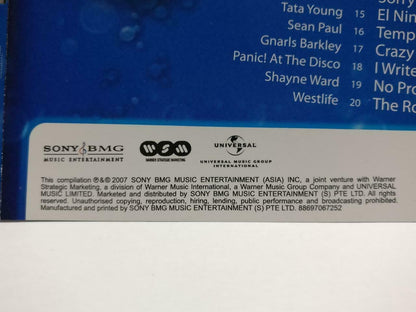 Sorry
Tata Young 15 El Nin
Sean Paul 16 Temp
Gnarls Barkley 17 Crazy
Panic! At The Disco 18 I Write
Shayne Ward 19 No Pro
Westlife 20 The Ro
SONY BMG
MUSIC ENTERTAINMENT
WSM
WARNER STRATEGIC MARKETING
UNIVERSAL
UNIVERSAL MUSIC GROUP
INTERNATIONAL
This compilation ℗&© 2007 SONY BMG MUSIC ENTERTAINMENT (ASIA) INC, a joint venture with Warner
Strategic Marketing, a division of Warner Music International, a Warner Music Group Company and UNIVERSAL
MUSIC LIMITED. Marketed and distributed by SONY BMG MUSIC ENTERTAINMENT (S) PTE LTD. All rights
reserved. Unauthorised copying, reproduction, hiring, lending, public performance and broadcasting prohibited.
Manufactured and printed by SONY BMG MUSIC ENTERTAINMENT (S) PTE LTD. 88697067252